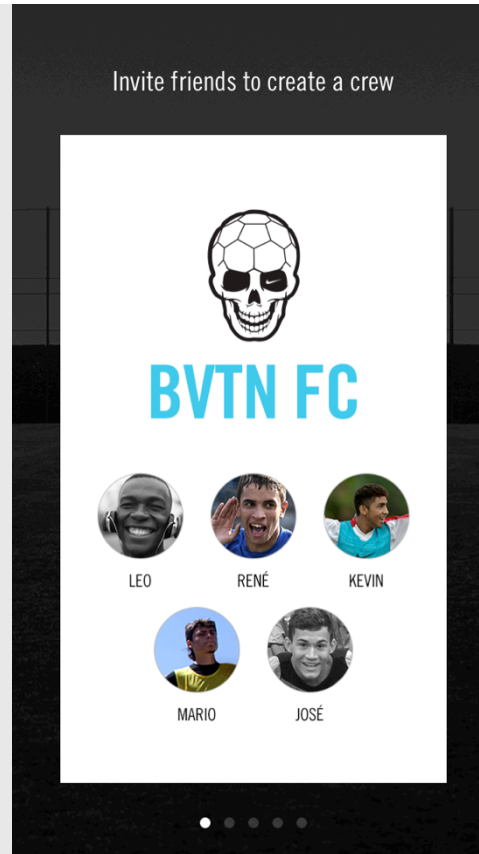 Invite friends to create a crew
BVTN FC
LEO
RENÉ
KEVIN
MARIO
JOSÉ